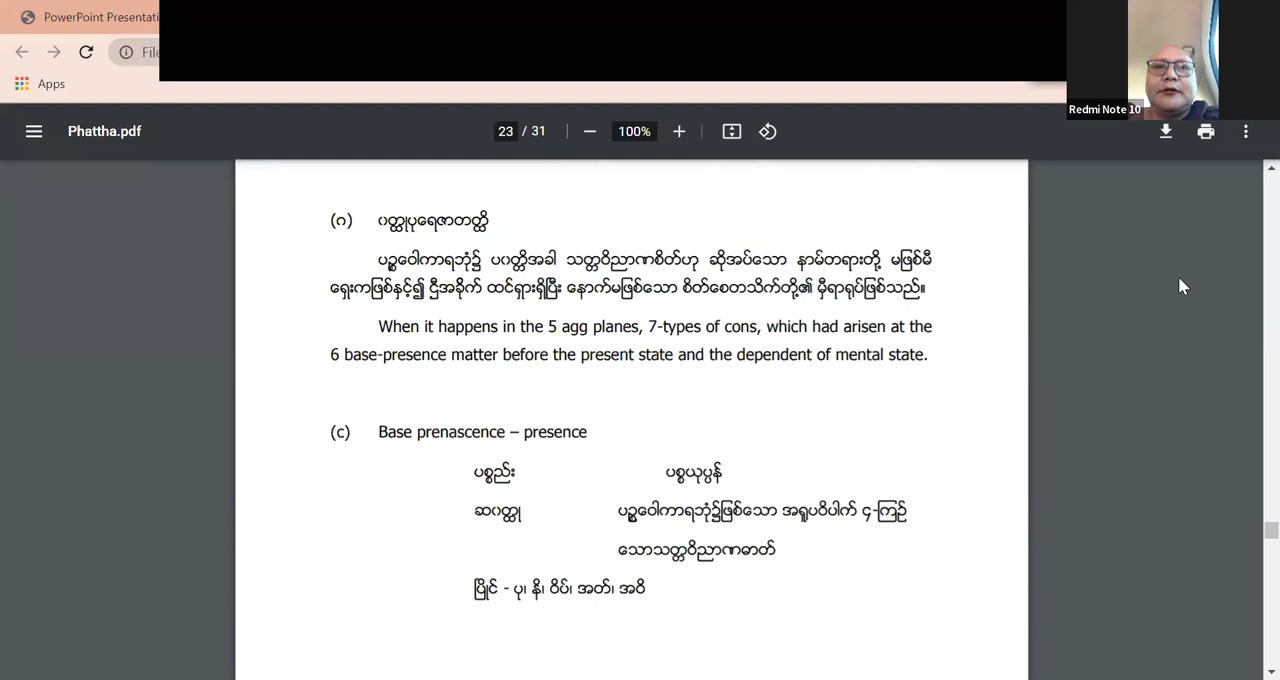 PowerPoint Presentati
File
Apps
Redmi Note 10
Phattha.pdf
23 / 31
100%
(ဂ) ဝတ္ထုပုရေဇာတတ္ထိ
ပဉ္စဝေါကာရဘုံ၌ ပဝတ္တိအခါ သတ္တဝိညာဏစိတ်ဟု ဆိုအပ်သော နာမ်တရားတို့ မဖြစ်မီ
ရှေးကဖြစ်နှင့်၍ ဌီအခိုက် ထင်ရှားရှိပြီး နောက်မဖြစ်သော စိတ်စေတသိက်တို့၏ မှီရာရုပ်ဖြစ်သည်။
When it happens in the 5 agg planes, 7-types of cons, which had arisen at the
6 base-presence matter before the present state and the dependent of mental state.
(c) Base prenascence – presence
ပစ္စည်း ပစ္စယုပ္ပန်
ဆဝတ္ထု ပဉ္စဝေါကာရဘုံ၌ဖြစ်သော အရူပဝိပါက် ၄-ကြဉ်
သောသတ္တဝိညာဏဓာတ်
ပြိုင် - ပု၊ နိ၊ ဝိပ်၊ အတ်၊ အဝိ